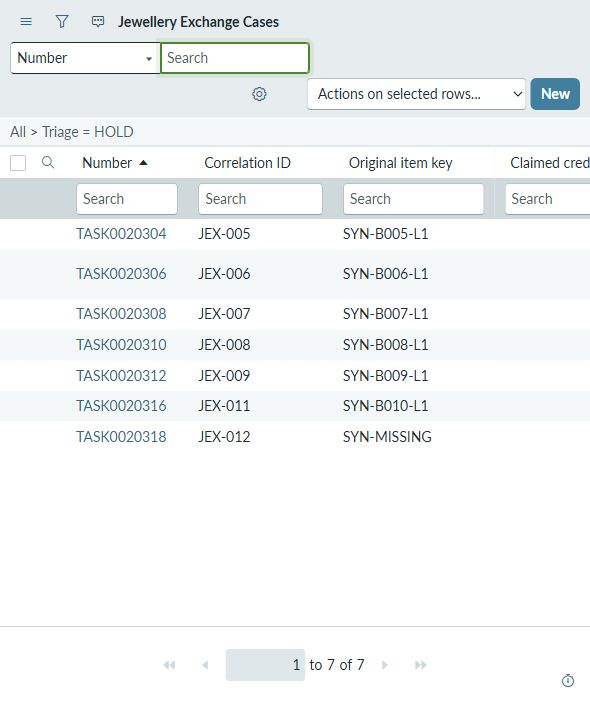 Jewellery Exchange Cases
Number Search
Actions on selected rows... New
All > Triage = HOLD
Number Correlation ID Original item key Claimed cred
Search Search Search Search
TASK0020304 JEX-005 SYN-B005-L1
TASK0020306 JEX-006 SYN-B006-L1
TASK0020308 JEX-007 SYN-B007-L1
TASK0020310 JEX-008 SYN-B008-L1
TASK0020312 JEX-009 SYN-B009-L1
TASK0020316 JEX-011 SYN-B010-L1
TASK0020318 JEX-012 SYN-MISSING
1 to 7 of 7